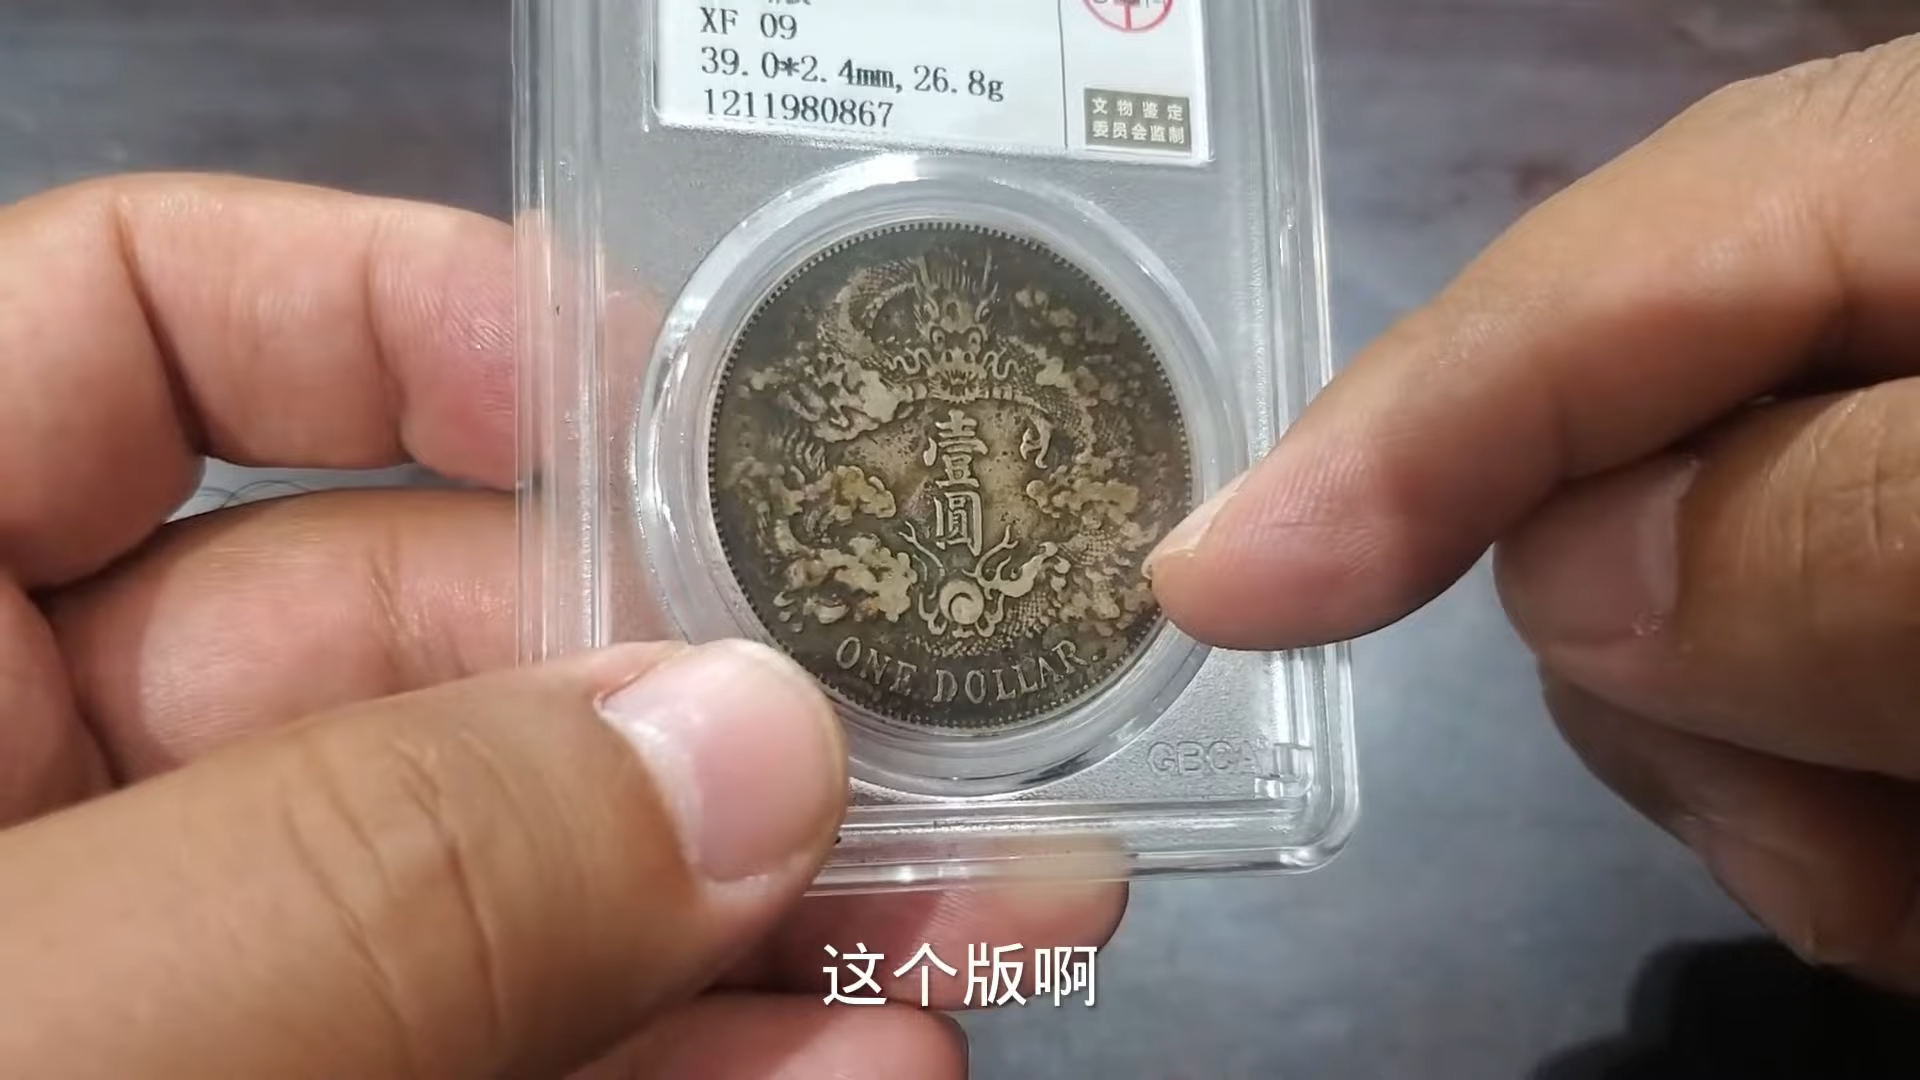 XF 09
39.0*2.4mm, 26.8g
1211980867
文物鉴定
委员会监制
壹
圓
ONE DOLLAR.
GBCA
这个版啊